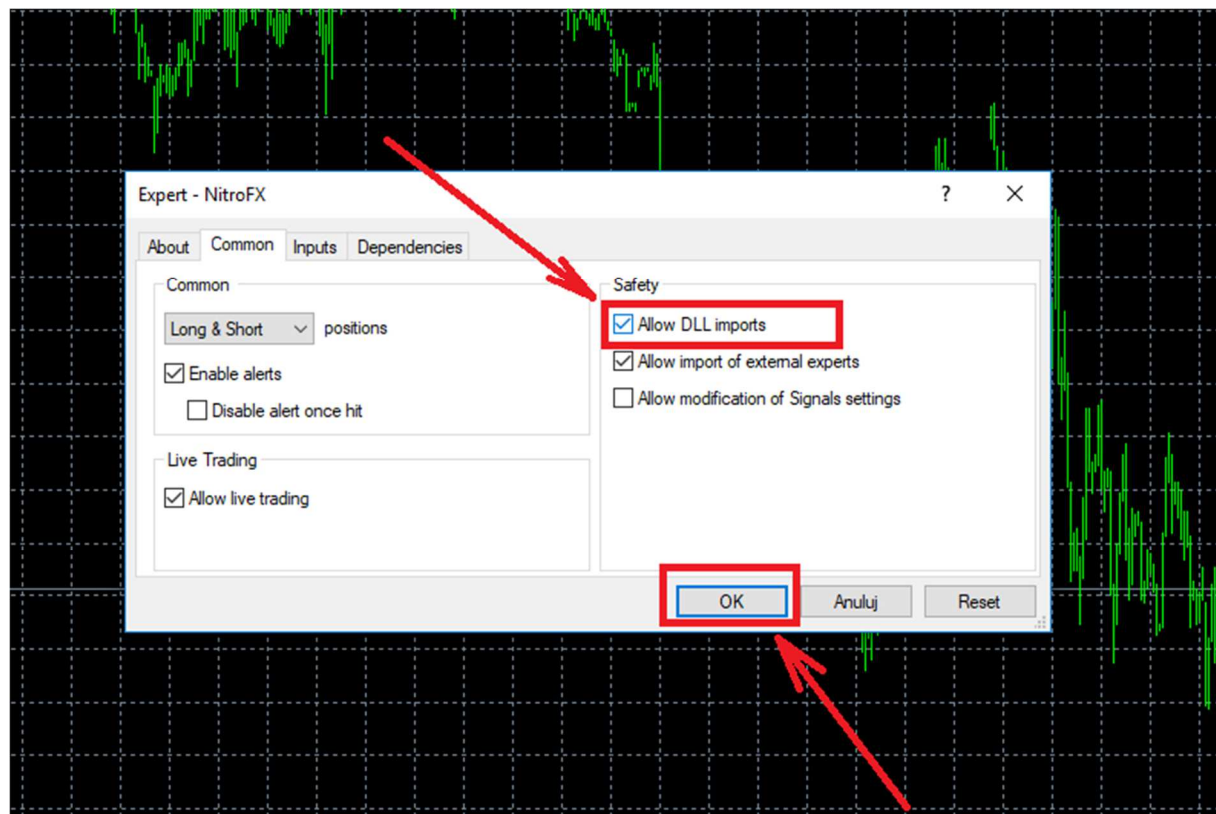 Expert - NitroFX
?
About
Common
Inputs
Dependencies
Common
Long & Short
positions
Enable alerts
Disable alert once hit
Live Trading
Allow live trading
Safety
Allow DLL imports
Allow import of external experts
Allow modification of Signals settings
OK
Anuluj
Reset